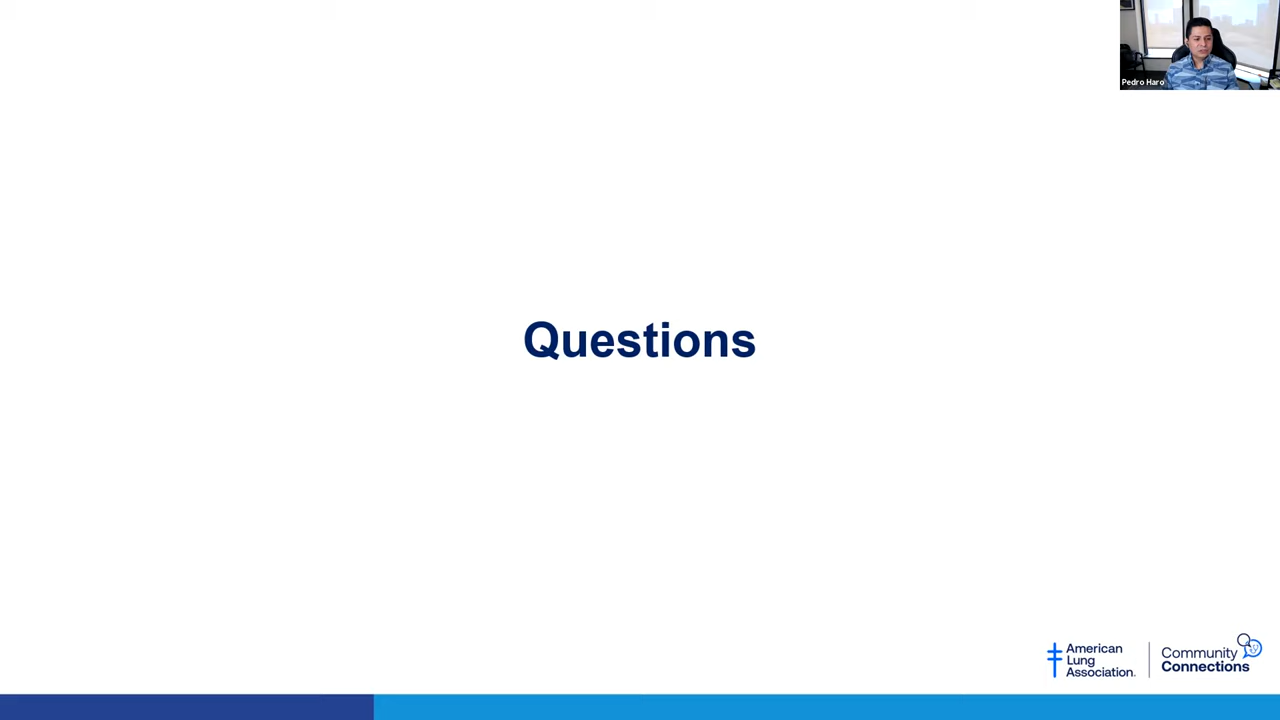 Pedro Haro
Questions
American
Lung
Association.
Community
Connections